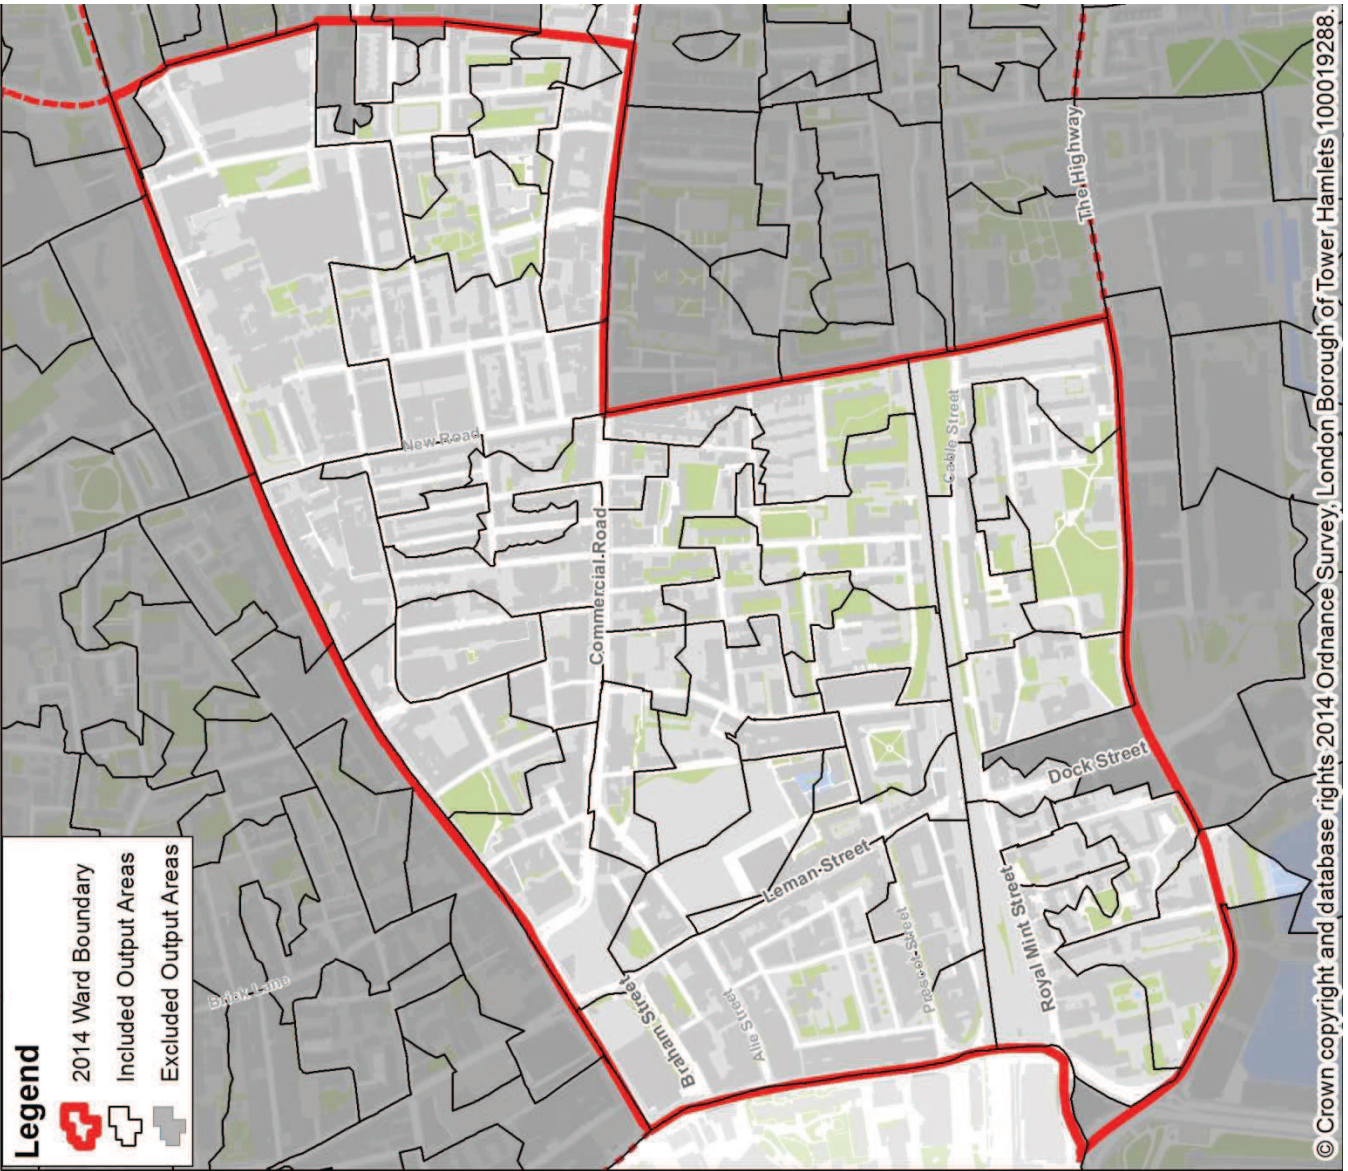 Legend
2014 Ward Boundary
Included Output Areas
Excluded Output Areas
Brick Lane
New Road
Commercial Road
Cable Street
The Highway
Dock Street
Leman Street
Prescot Street
Royal Mint Street
Alie Street
Braham Street
© Crown copyright and database rights 2014 Ordnance Survey, London Borough of Tower Hamlets 100019288.